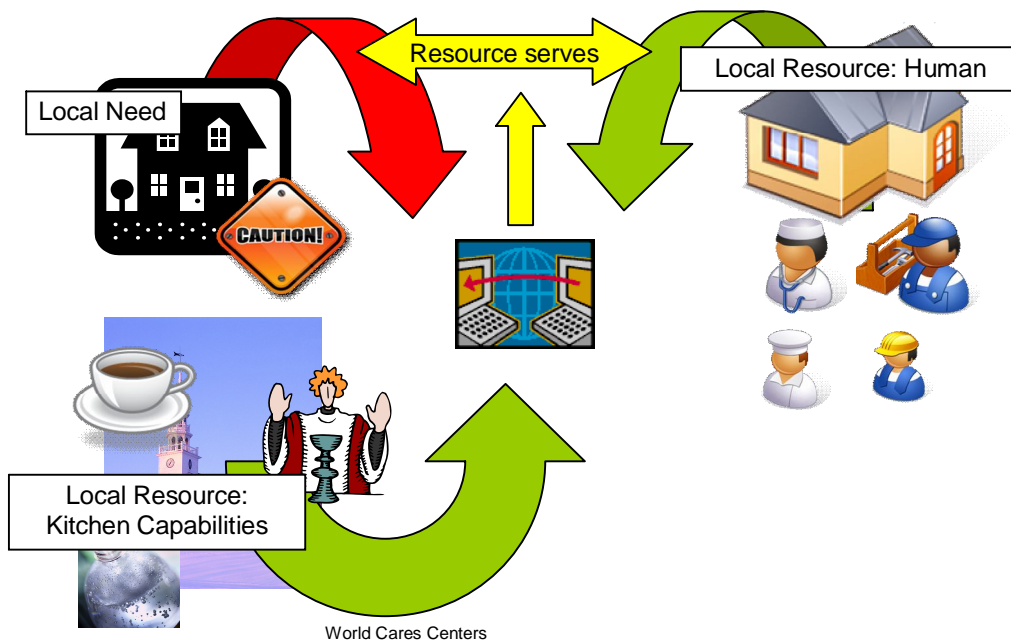 Resource serves
Local Need
Local Resource: Human
CAUTION!
Local Resource:
Kitchen Capabilities
World Cares Centers